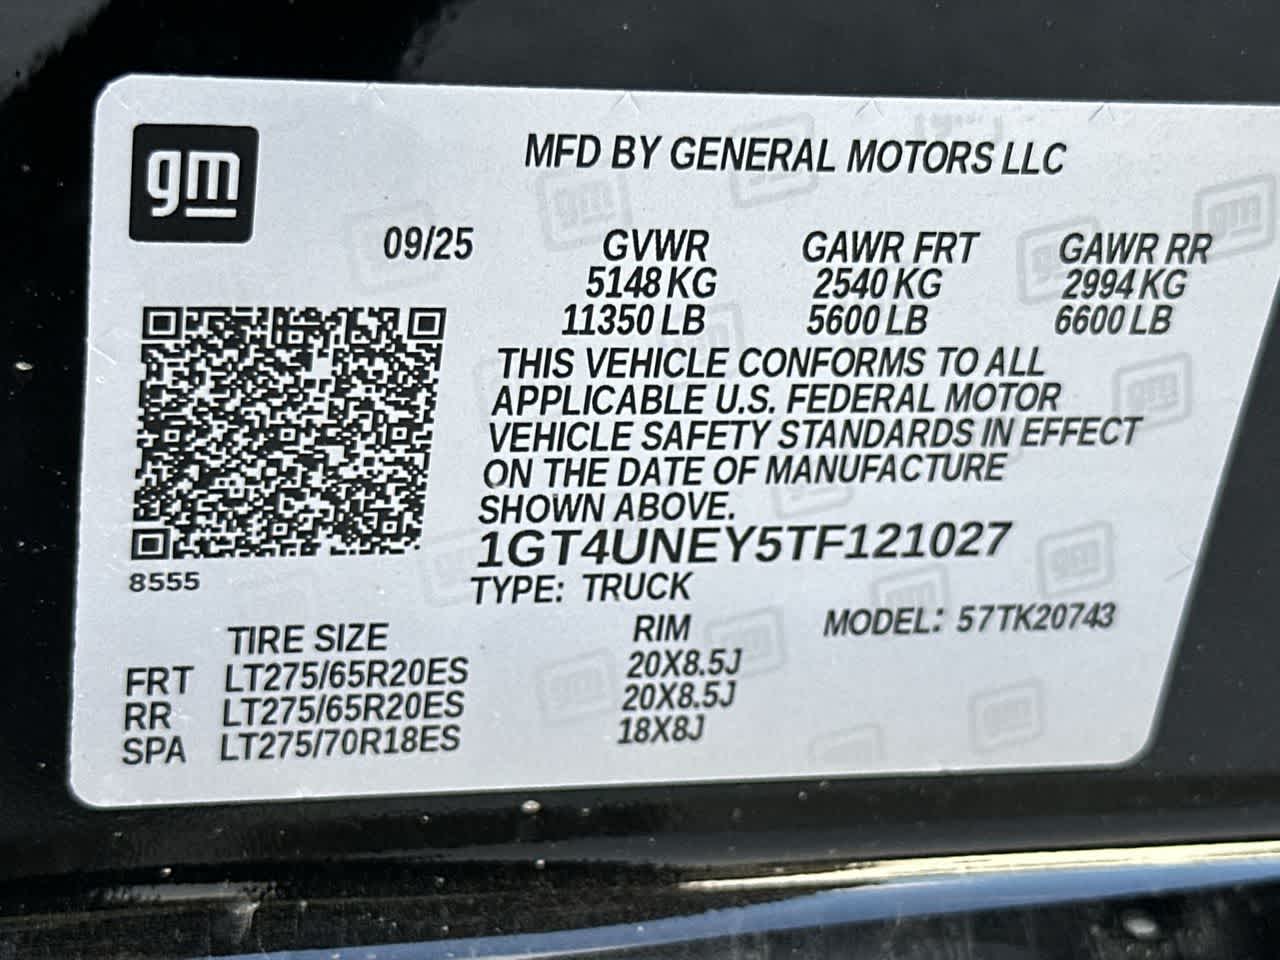 gm
MFD BY GENERAL MOTORS LLC
09/25 GVWR GAWR FRT GAWR RR
5148 KG 2540 KG 2994 KG
11350 LB 5600 LB 6600 LB
THIS VEHICLE CONFORMS TO ALL
APPLICABLE U.S. FEDERAL MOTOR
VEHICLE SAFETY STANDARDS IN EFFECT
ON THE DATE OF MANUFACTURE
SHOWN ABOVE.
1GT4UNEY5TF121027
8555
TYPE: TRUCK
MODEL: 57TK20743
TIRE SIZE RIM
FRT LT275/65R20ES 20X8.5J
RR LT275/65R20ES 20X8.5J
SPA LT275/70R18ES 18X8J